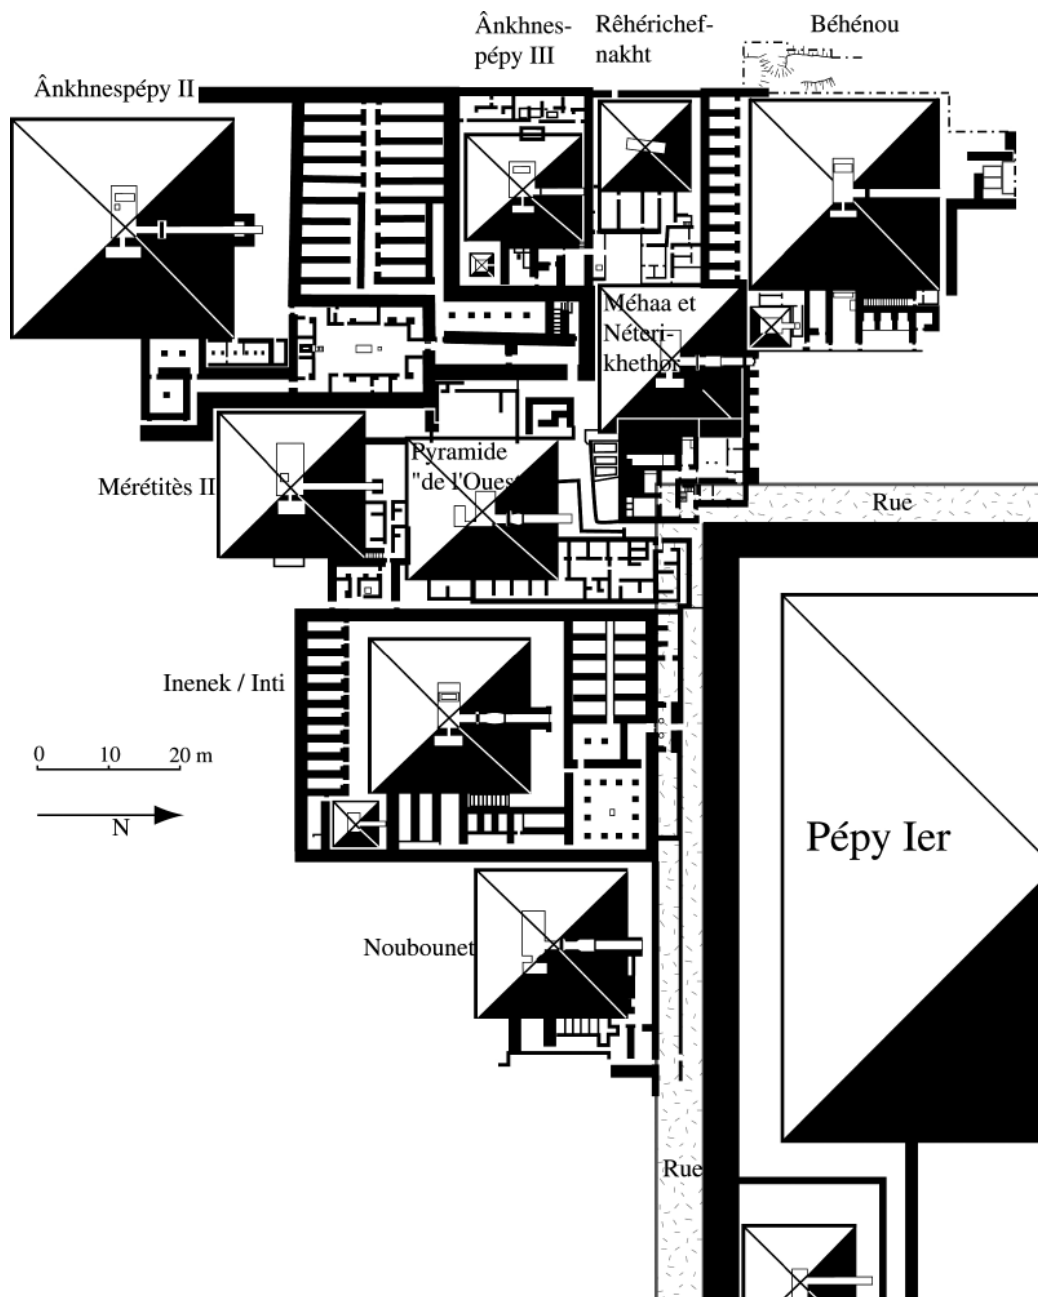 Ânkhnes-
pépy III
Rêhérichef-
nakht
Béhénou
Ânkhnespépy II
Méhaa et
Néteri-
khethor
Pyramide
"de l'Ouest
Mérétitès II
Rue
Inenek / Inti
0 10 20 m
N
Pépy Ier
Noubounet
Rue